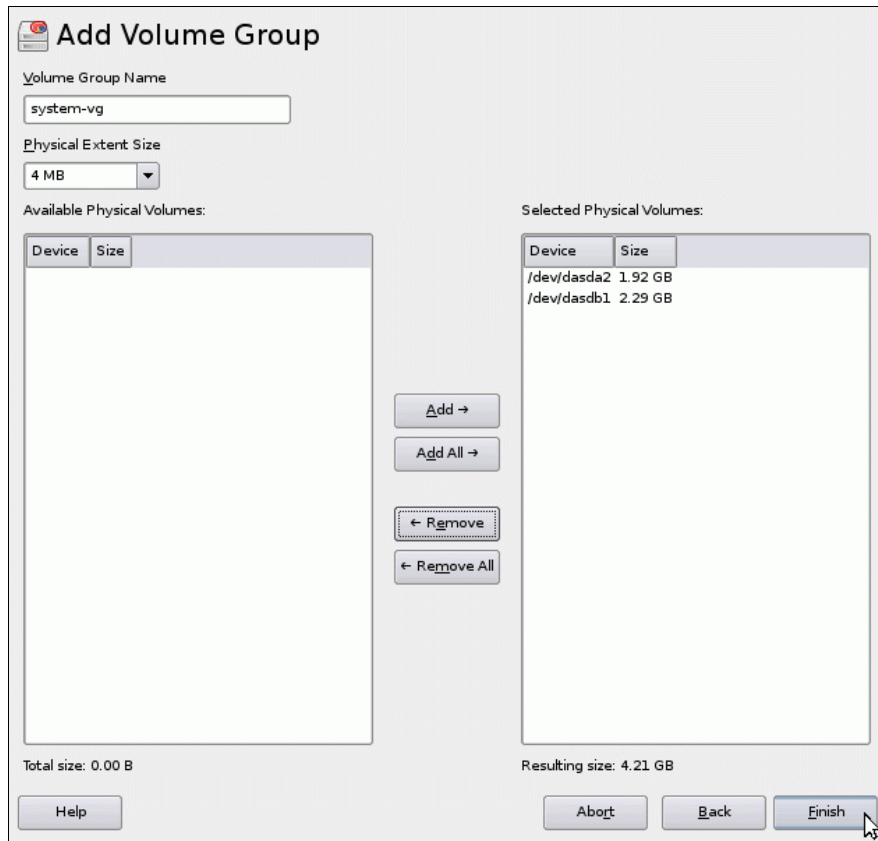 Add Volume Group
Volume Group Name
system-vg
Physical Extent Size
4 MB
Available Physical Volumes:
Device Size
Total size: 0.00 B
Add →
Add All →
← Remove
← Remove All
Selected Physical Volumes:
Device Size
/dev/dasda2 1.92 GB
/dev/dasdb1 2.29 GB
Resulting size: 4.21 GB
Help
Abort
Back
Finish